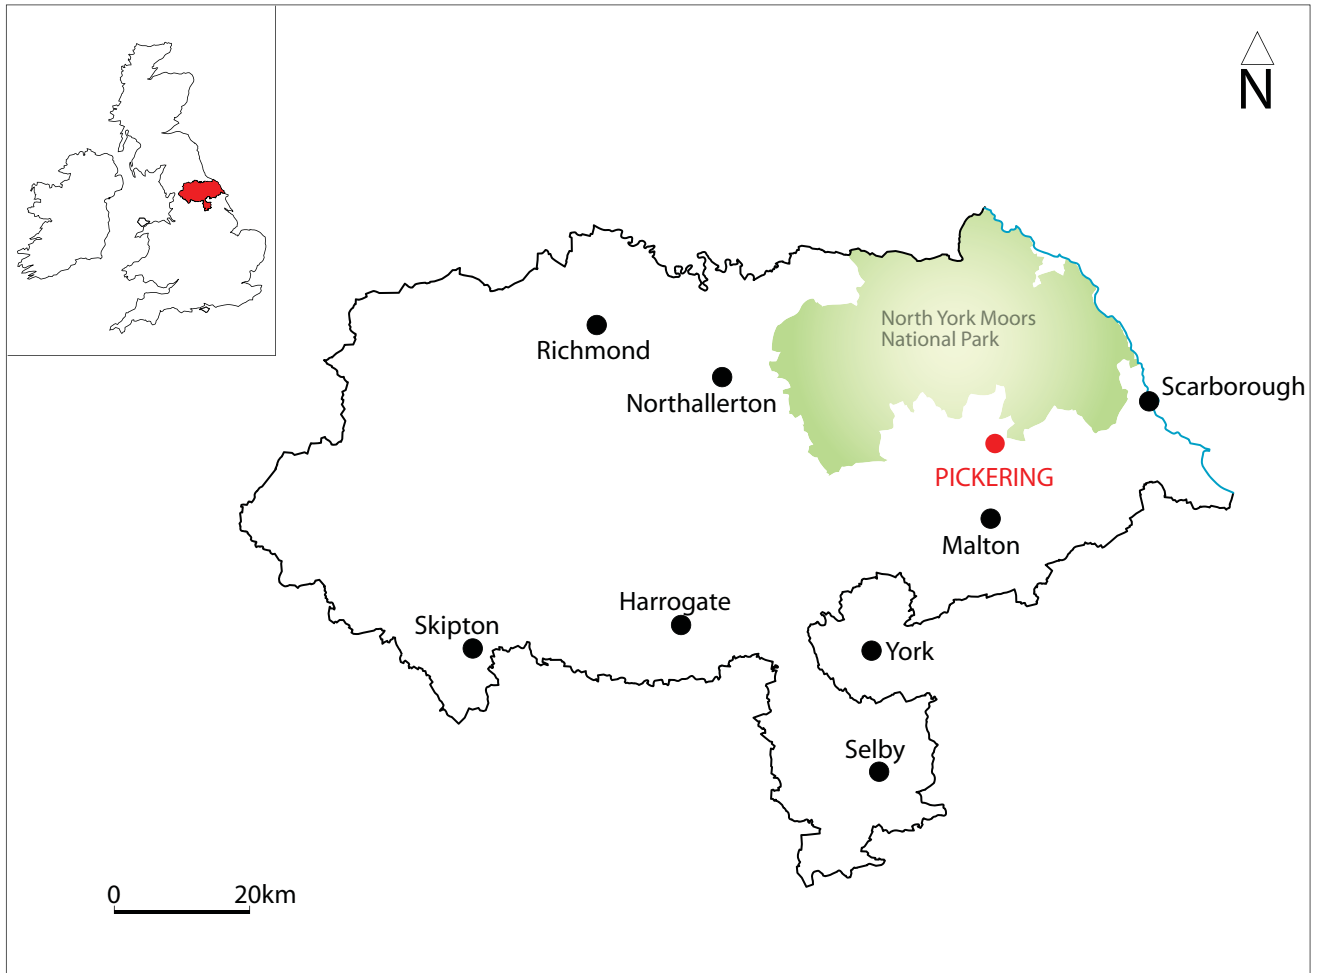 N
North York Moors
National Park
Richmond
Northallerton
Scarborough
PICKERING
Malton
Harrogate
Skipton
York
Selby
0 20km